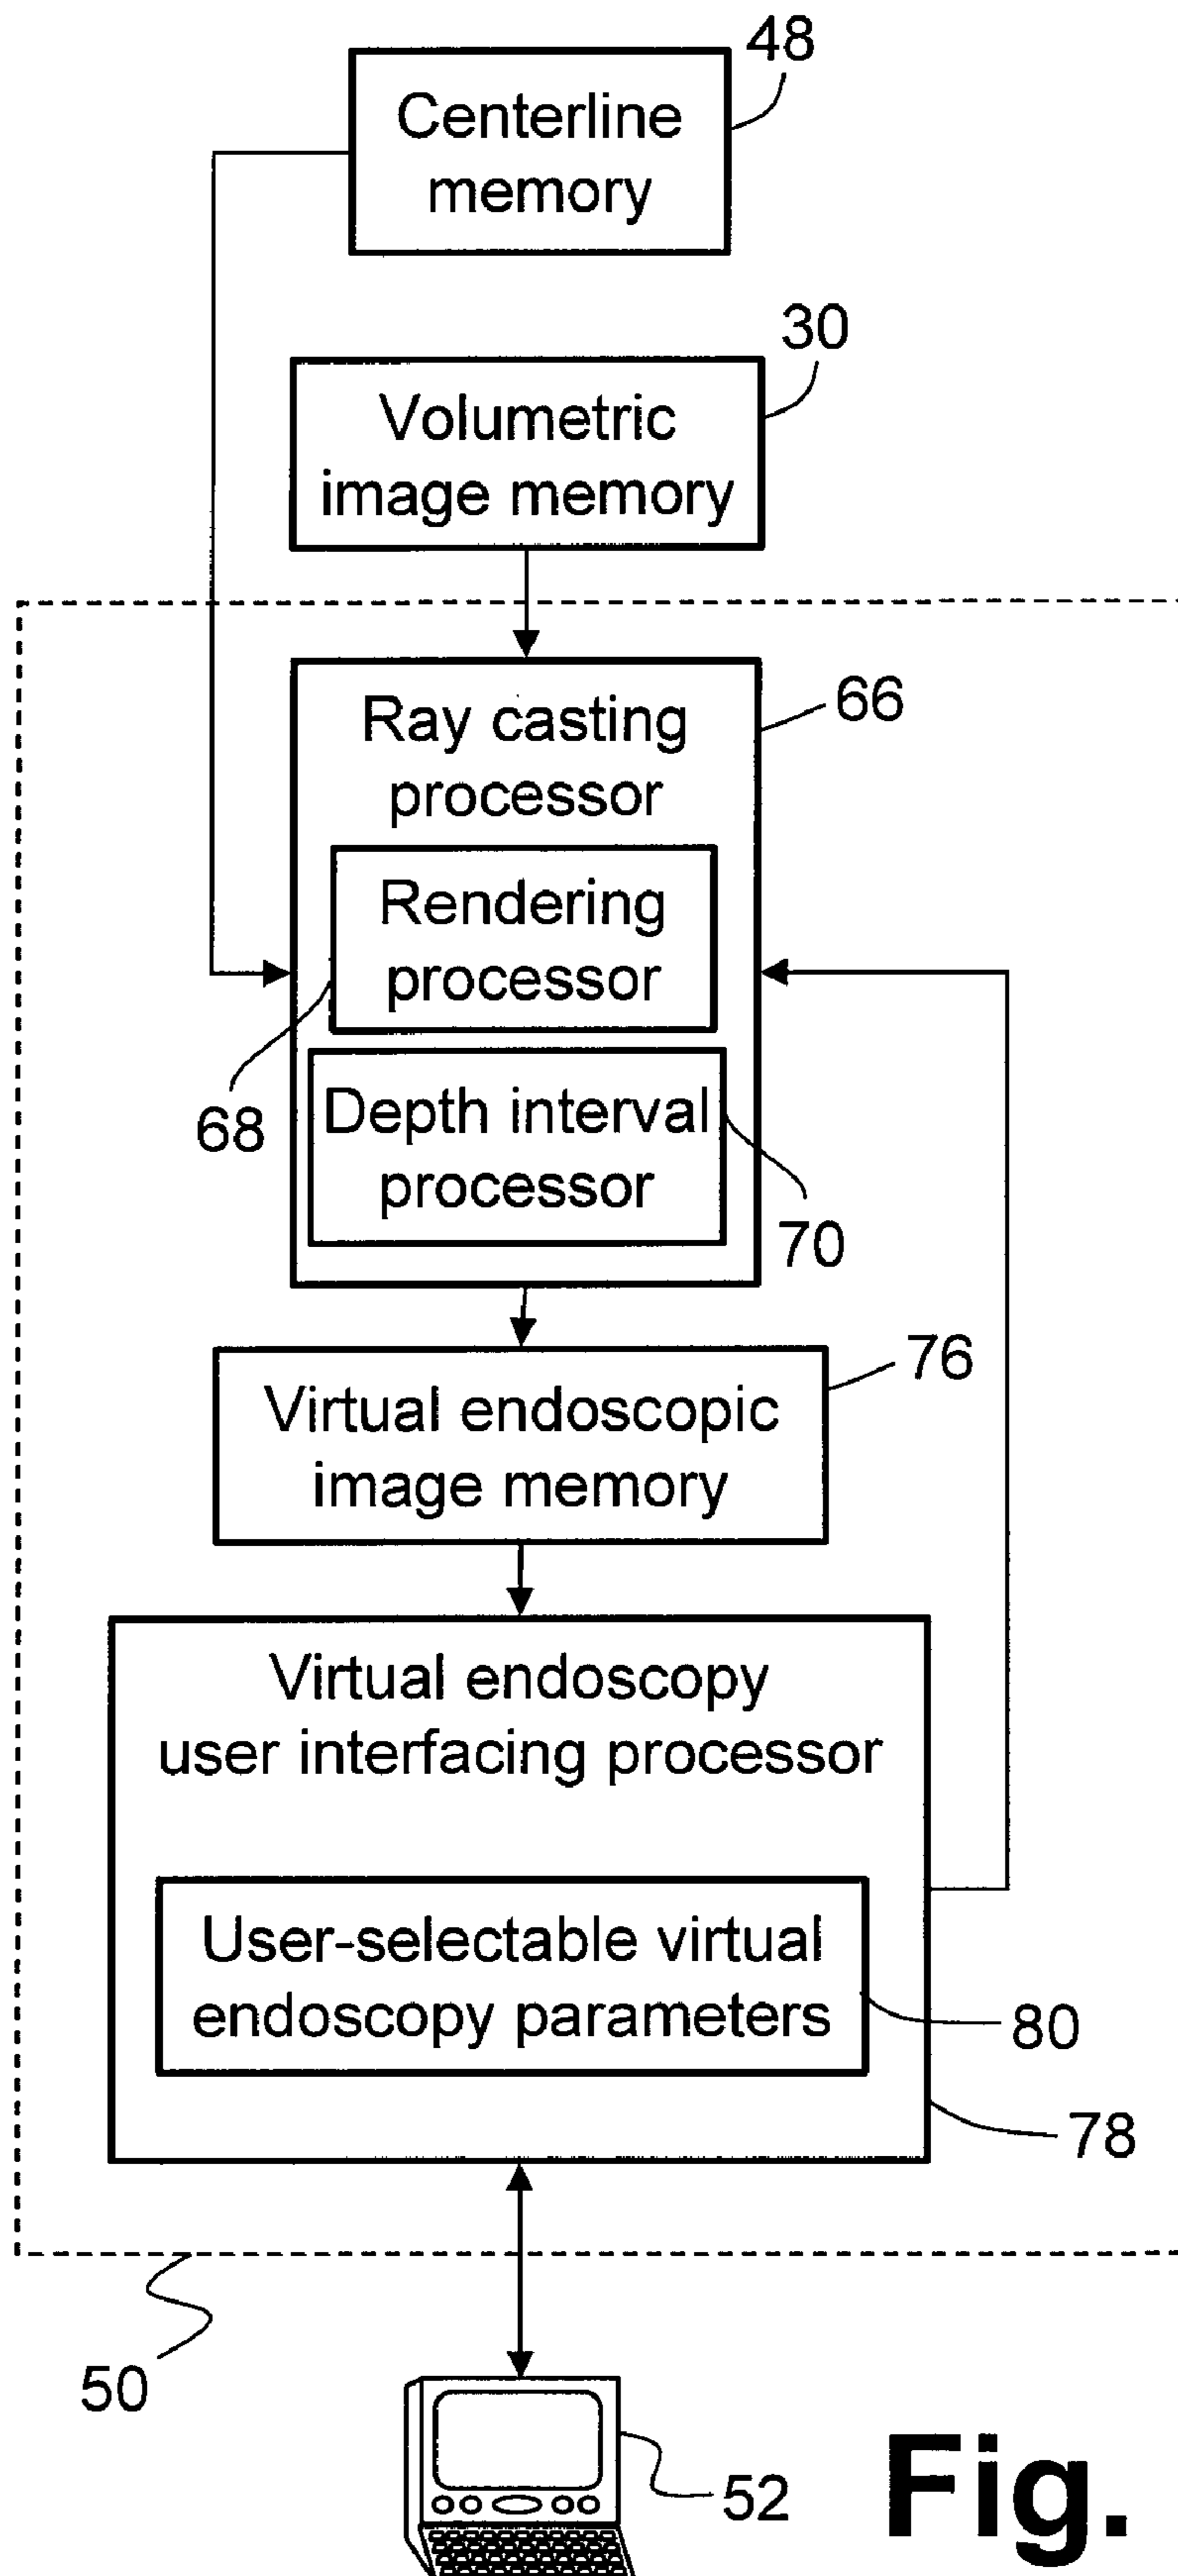 48
Centerline
memory
30
Volumetric
image memory
66
Ray casting
processor
Rendering
processor
68
Depth interval
processor
70
76
Virtual endoscopic
image memory
Virtual endoscopy
user interfacing processor
User-selectable virtual
endoscopy parameters
80
78
50
52
Fig.